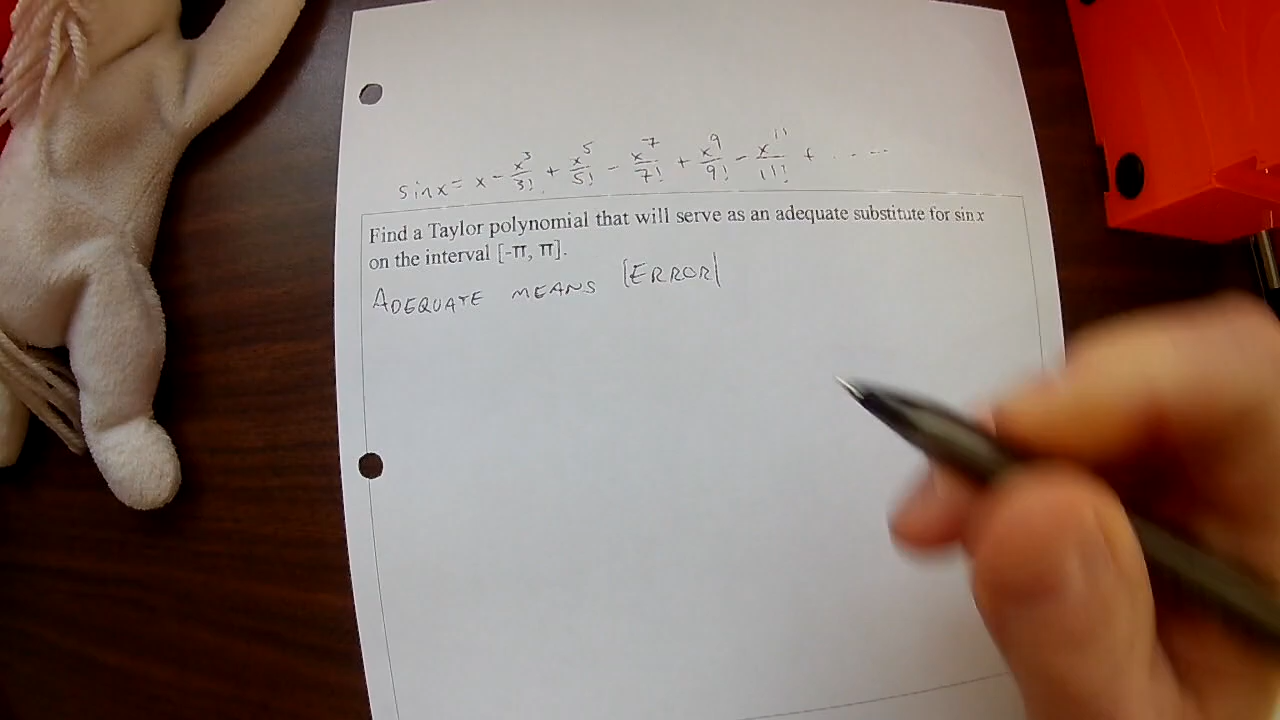 sinx = x - x³/3! + x⁵/5! - x⁷/7! + x⁹/9! - x¹¹/11! + .....
Find a Taylor polynomial that will serve as an adequate substitute for sin x
on the interval [-π, π].
ADEQUATE MEANS |ERROR|